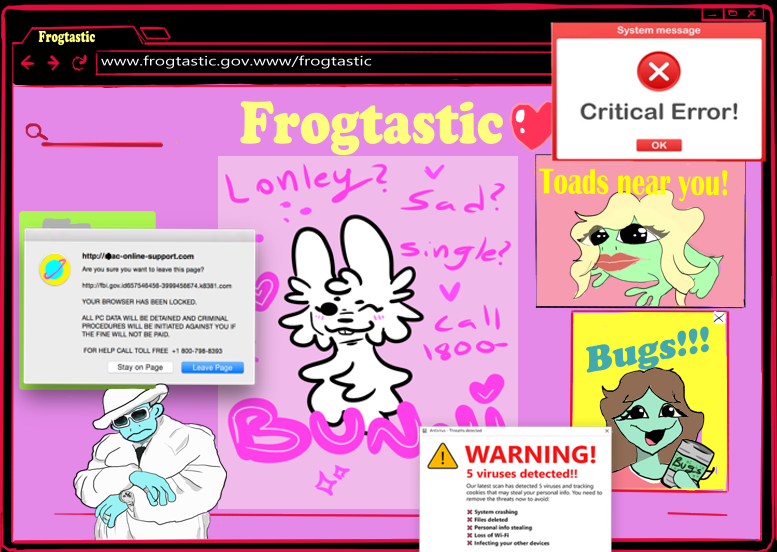 Frogtastic
www.frogtastic.gov.www/frogtastic
System message
Critical Error!
OK
Frogtastic
Lonley?
Sad?
single?
call
1800-
Toads near you!
http://ac-online-support.com
Are you sure you want to leave this page?
http://fbi.gov.id657546456-3999456674.k8381.com
YOUR BROWSER HAS BEEN LOCKED.
ALL PC DATA WILL BE DETAINED AND CRIMINAL
PROCEDURES WILL BE INITIATED AGAINST YOU IF
THE FINE WILL NOT BE PAID.
FOR HELP CALL TOLL FREE +1 800-798-8393
Stay on Page
Leave Page
Bugs!!!
Bugs
Antivirus - Threats detected
WARNING!
5 viruses detected!!
Our latest scan has detected 5 viruses and tracking
cookies that may steal your personal info. You need to
remove the threats now to avoid:
System crashing
Files deleted
Personal info stealing
Loss of Wi-Fi
Infecting your other devices